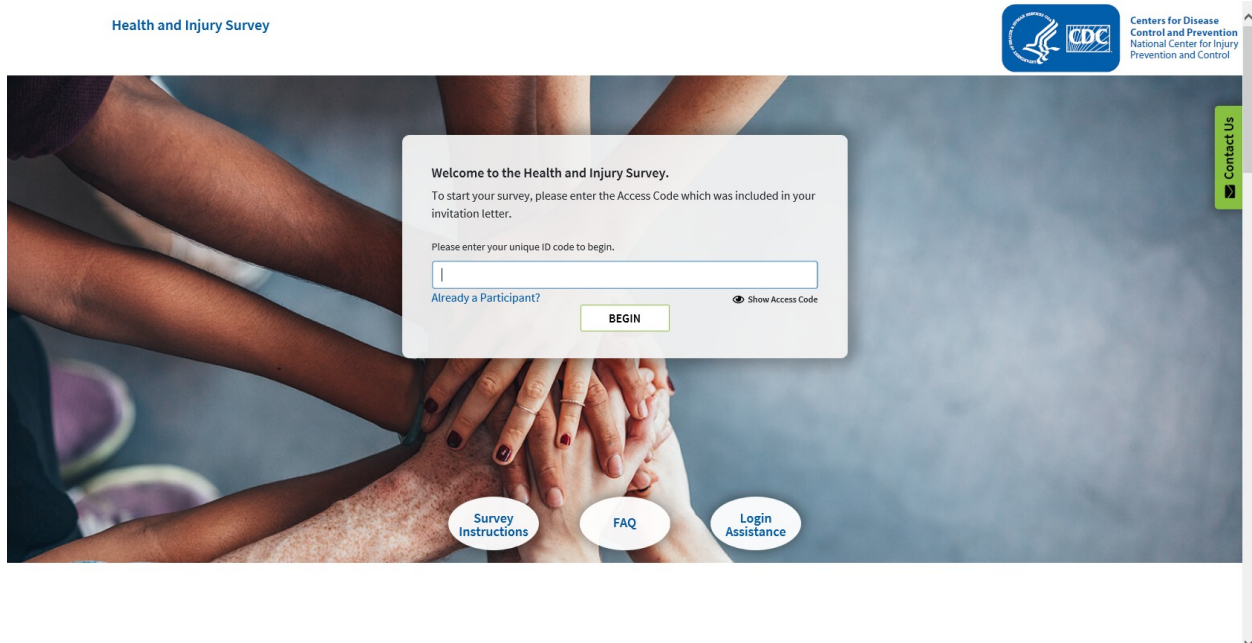 Health and Injury Survey
CDC
Centers for Disease
Control and Prevention
National Center for Injury
Prevention and Control
Contact Us
Welcome to the Health and Injury Survey.
To start your survey, please enter the Access Code which was included in your
invitation letter.
Please enter your unique ID code to begin.
Already a Participant?
Show Access Code
BEGIN
Survey
Instructions
FAQ
Login
Assistance